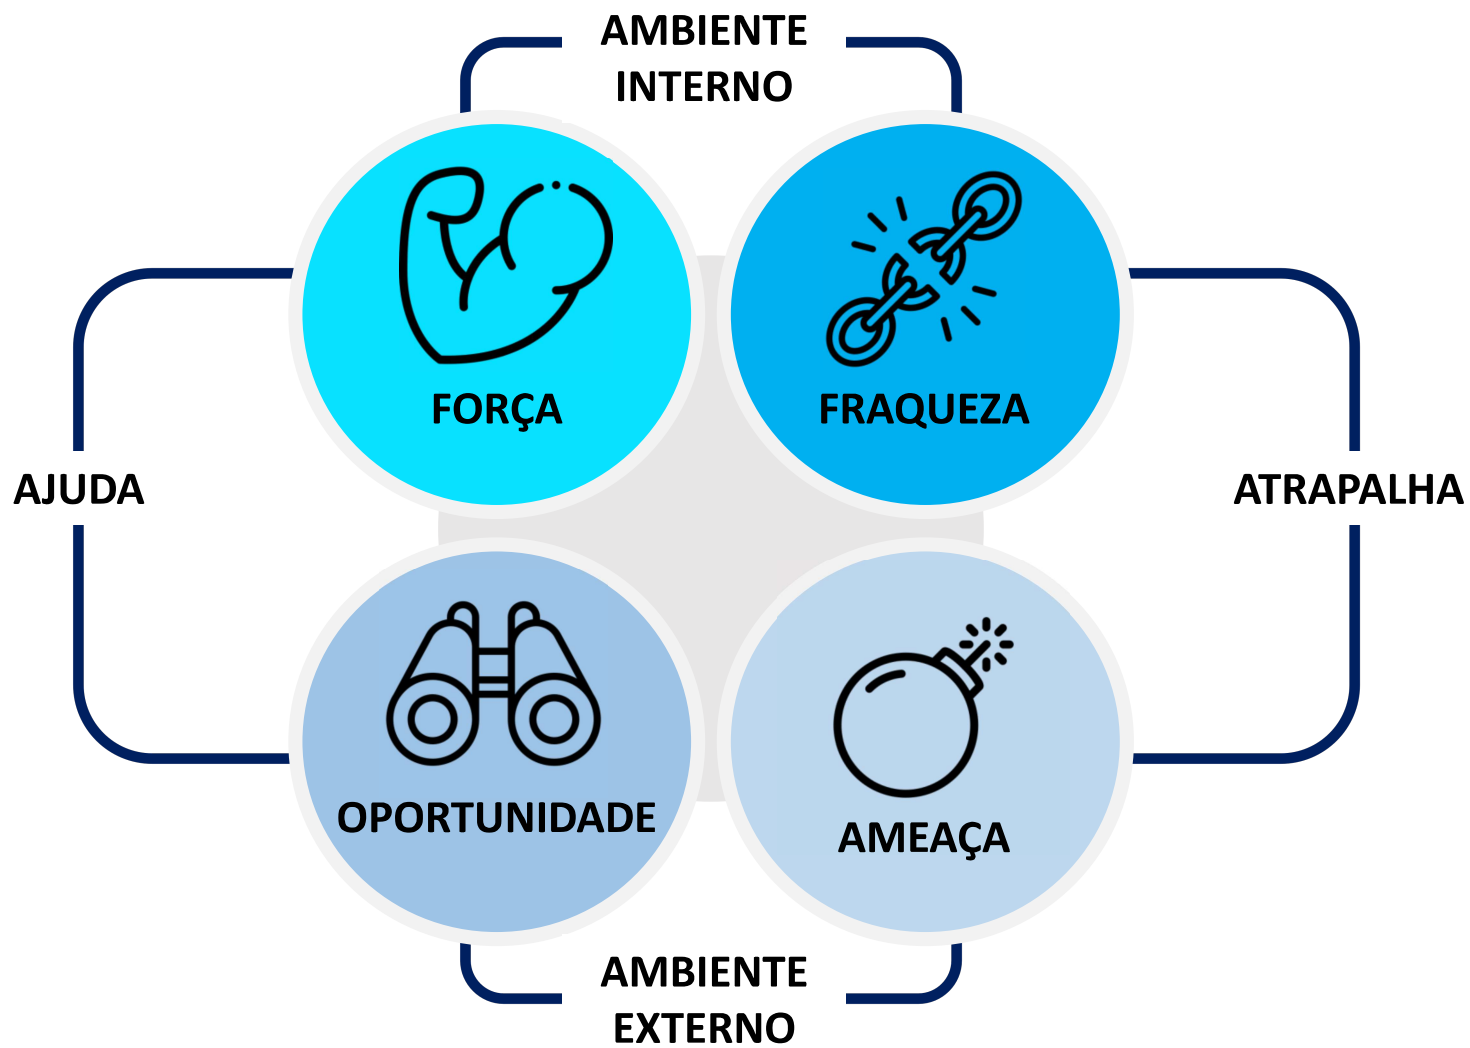 AMBIENTE
INTERNO
FORÇA
FRAQUEZA
AJUDA
ATRAPALHA
OPORTUNIDADE
AMEAÇA
AMBIENTE
EXTERNO